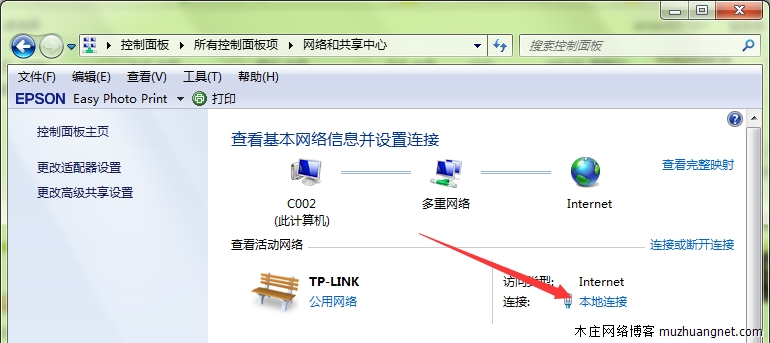 控制面板 所有控制面板项 网络和共享中心 搜索控制面板
文件(F) 编辑(E) 查看(V) 工具(T) 帮助(H)
EPSON Easy Photo Print 打印
控制面板主页
更改适配器设置
更改高级共享设置
查看基本网络信息并设置连接
查看完整映射
C002 多重网络 Internet
(此计算机)
查看活动网络 连接或断开连接
TP-LINK 访问类型: Internet
公用网络 连接: 本地连接
木庄网络博客 muzhuangnet.com